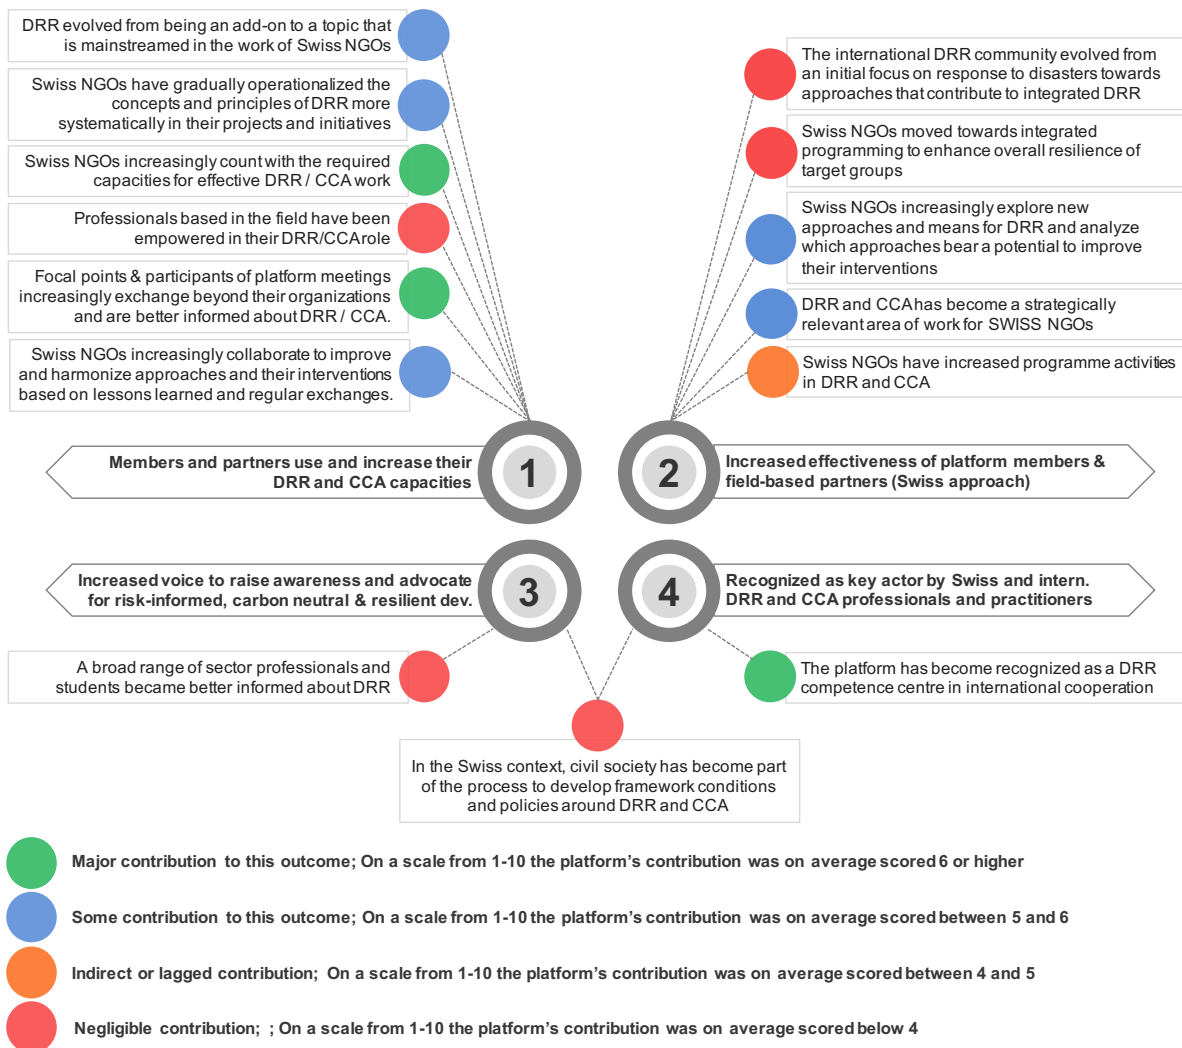 DRR evolved from being an add-on to a topic that
is mainstreamed in the work of Swiss NGOs
Swiss NGOs have gradually operationalized the
concepts and principles of DRR more
systematically in their projects and initiatives
Swiss NGOs increasingly count with the required
capacities for effective DRR / CCA work
Professionals based in the field have been
empowered in their DRR/CCA role
Focal points & participants of platform meetings
increasingly exchange beyond their organizations
and are better informed about DRR / CCA.
Swiss NGOs increasingly collaborate to improve
and harmonize approaches and their interventions
based on lessons learned and regular exchanges.
The international DRR community evolved from
an initial focus on response to disasters towards
approaches that contribute to integrated DRR
Swiss NGOs moved towards integrated
programming to enhance overall resilience of
target groups
Swiss NGOs increasingly explore new
approaches and means for DRR and analyze
which approaches bear a potential to improve
their interventions
DRR and CCA has become a strategically
relevant area of work for SWISS NGOs
Swiss NGOs have increased programme activities
in DRR and CCA
Members and partners use and increase their
DRR and CCA capacities
1
2
Increased effectiveness of platform members &
field-based partners (Swiss approach)
Increased voice to raise awareness and advocate
for risk-informed, carbon neutral & resilient dev.
3
4
Recognized as key actor by Swiss and intern.
DRR and CCA professionals and practitioners
A broad range of sector professionals and
students became better informed about DRR
The platform has become recognized as a DRR
competence centre in international cooperation
In the Swiss context, civil society has become part
of the process to develop framework conditions
and policies around DRR and CCA
Major contribution to this outcome; On a scale from 1-10 the platform's contribution was on average scored 6 or higher
Some contribution to this outcome; On a scale from 1-10 the platform's contribution was on average scored between 5 and 6
Indirect or lagged contribution; On a scale from 1-10 the platform's contribution was on average scored between 4 and 5
Negligible contribution; ; On a scale from 1-10 the platform's contribution was on average scored below 4